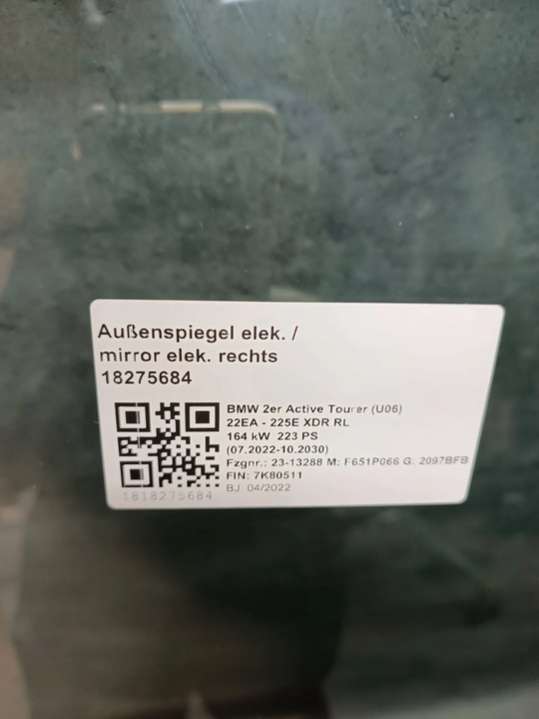 Außenspiegel elek. /
mirror elek. rechts
18275684
BMW 2er Active Tourer (U06)
22EA - 225E XDR RL
164 kW 223 PS
(07.2022-10.2030)
Fzgnr.: 23-13288 M: F651P066 G: 2097BFB
FIN: 7K80511
BJ: 04/2022
1818275684